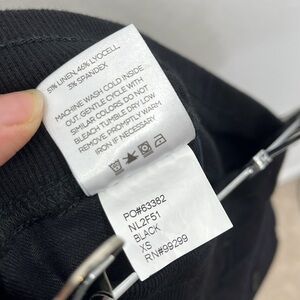 51% LINEN, 46% LYOCELL
3% SPANDEX
MACHINE WASH COLD INSIDE
OUT. GENTLE CYCLE WITH
SIMILAR COLORS. DO NOT
BLEACH TUMBLE DRY LOW
REMOVE PROMPTLY. WARM
IRON IF NECESSARY
PO#63382
NL2F51
BLACK
XS
RN#99299